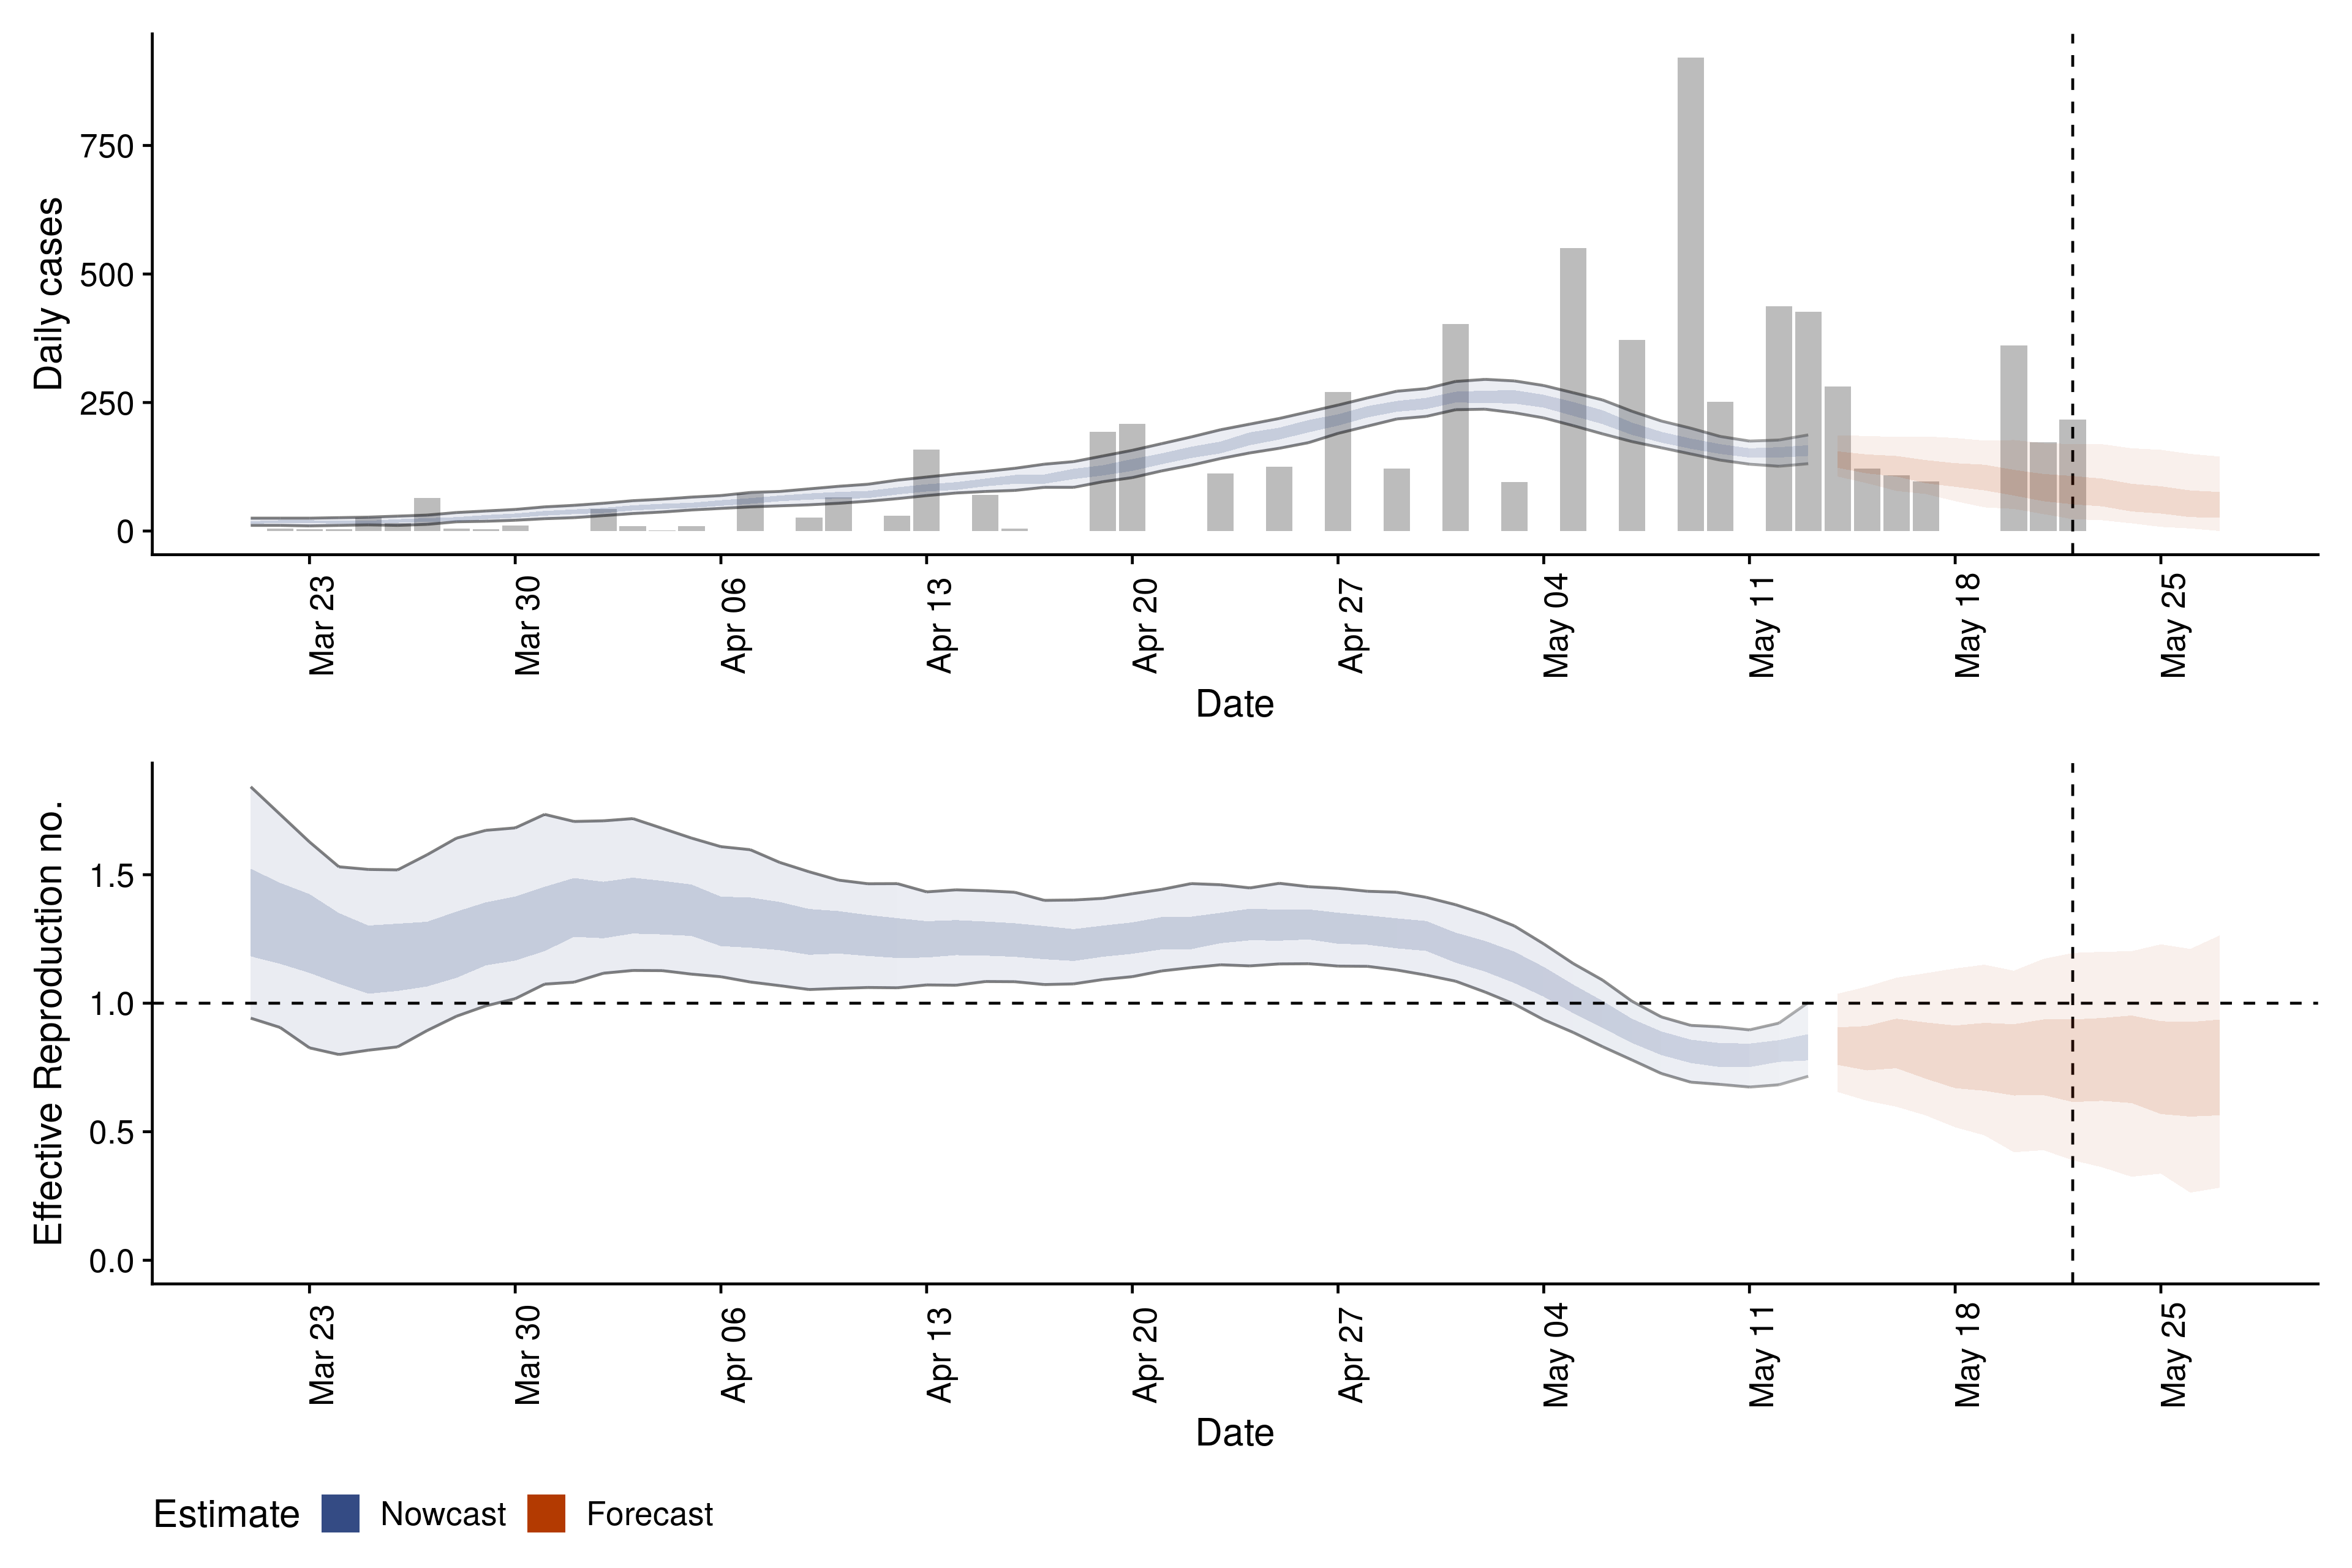 Daily cases
750
500
250
0
Mar 23
Mar 30
Apr 06
Apr 13
Apr 20
Apr 27
May 04
May 11
May 18
May 25
Date
Effective Reproduction no.
1.5
1.0
0.5
0.0
Mar 23
Mar 30
Apr 06
Apr 13
Apr 20
Apr 27
May 04
May 11
May 18
May 25
Date
Estimate Nowcast Forecast